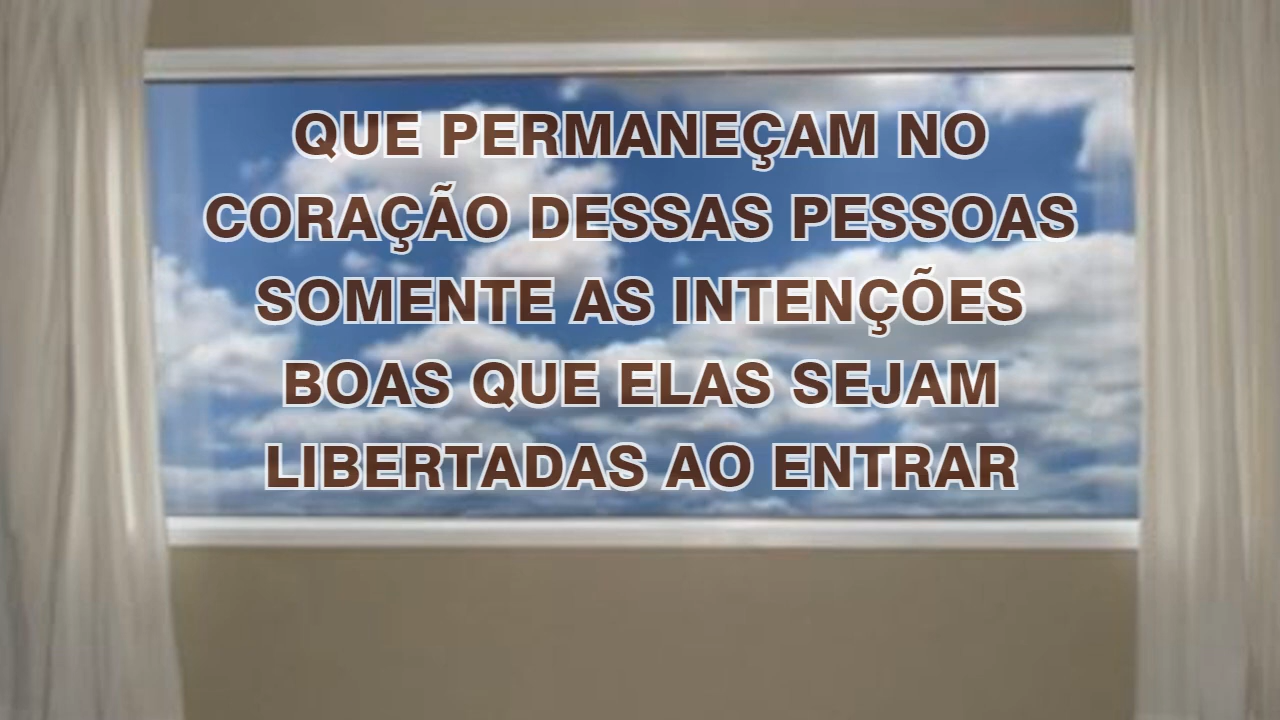 QUE PERMANEÇAM NO
CORAÇÃO DESSAS PESSOAS
SOMENTE AS INTENÇÕES
BOAS QUE ELAS SEJAM
LIBERTADAS AO ENTRAR